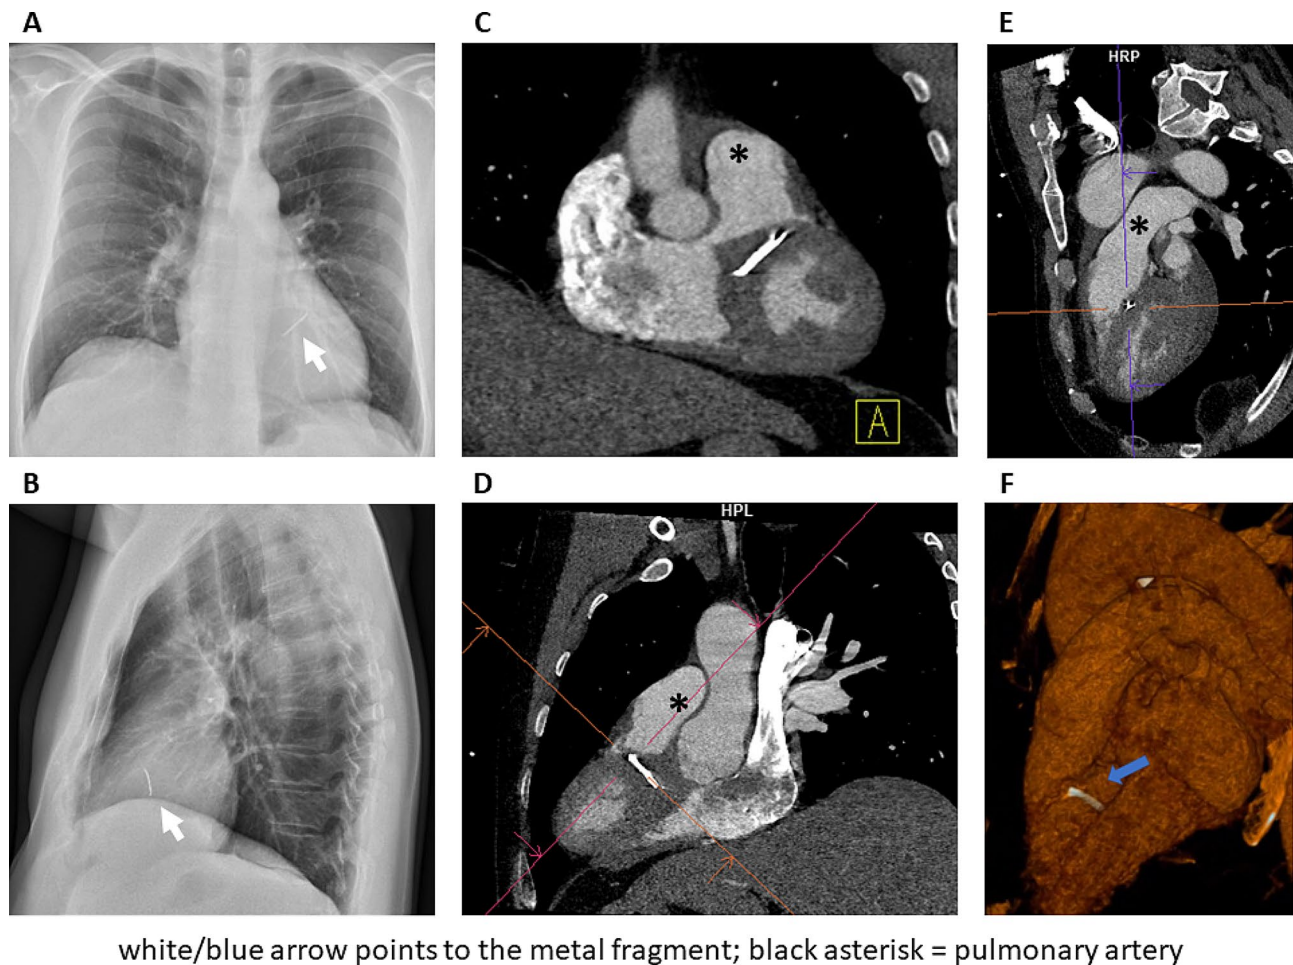 A
C
E
HRP
*
*
A
B
D
F
HPL
*
white/blue arrow points to the metal fragment; black asterisk = pulmonary artery